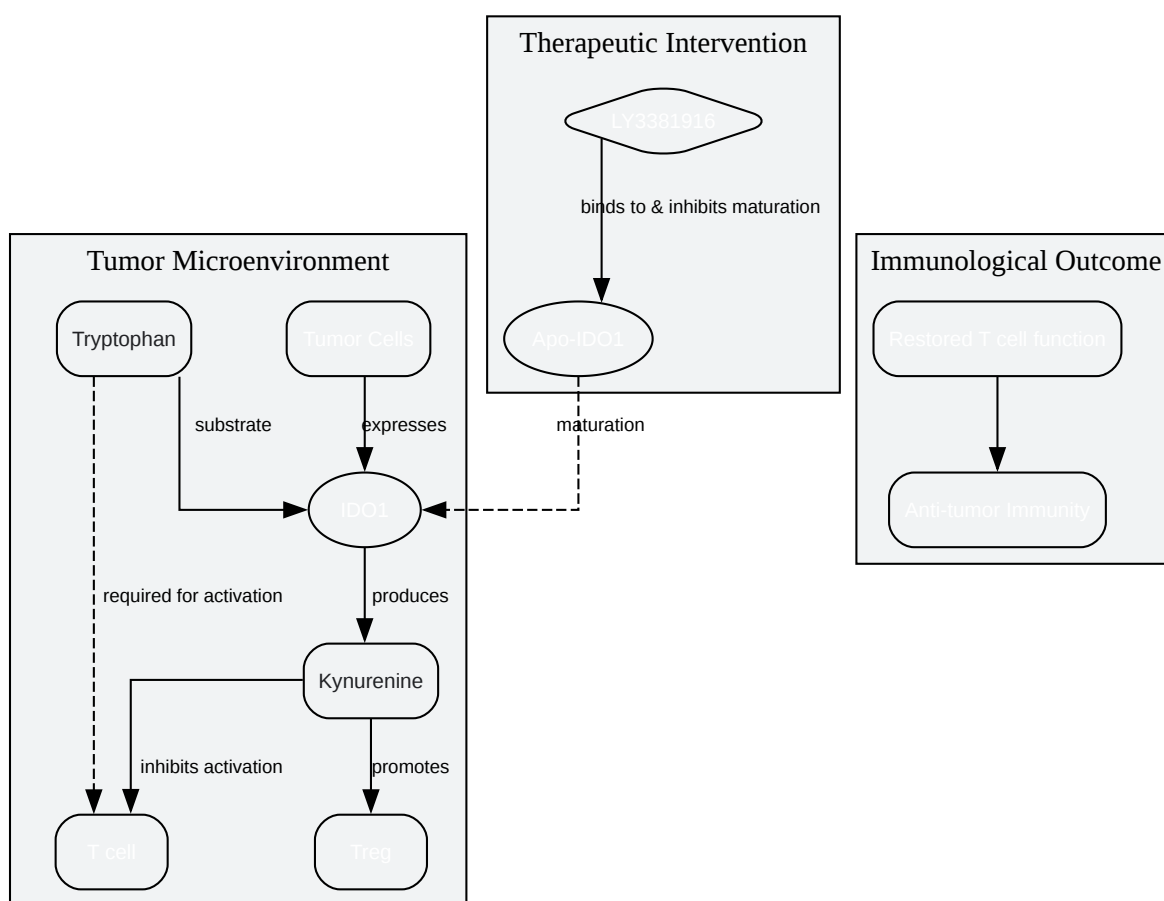 Therapeutic Intervention
LY3381916
binds to & inhibits maturation
Tumor Microenvironment
Immunological Outcome
Tryptophan
Tumor Cells
Apo-IDO1
Restored T cell function
substrate
expresses
maturation
IDO1
Anti-tumor Immunity
required for activation
produces
Kynurenine
inhibits activation
promotes
T cell
Treg